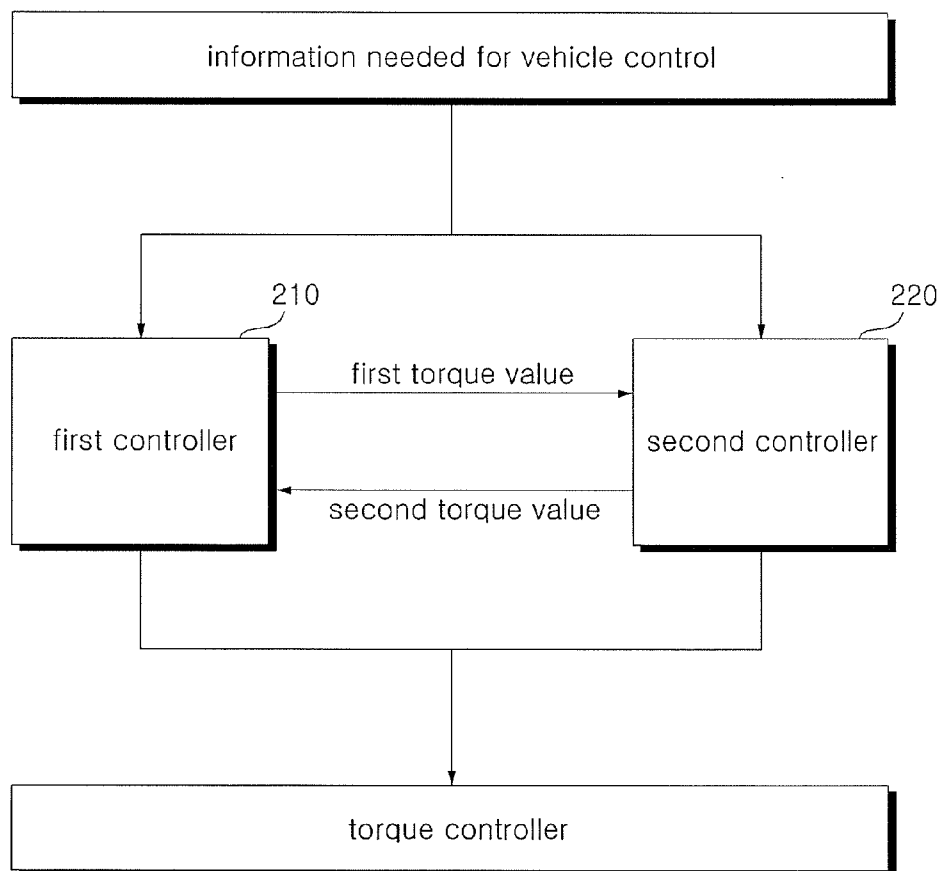 information needed for vehicle control
210
220
first torque value
first controller
second controller
second torque value
torque controller